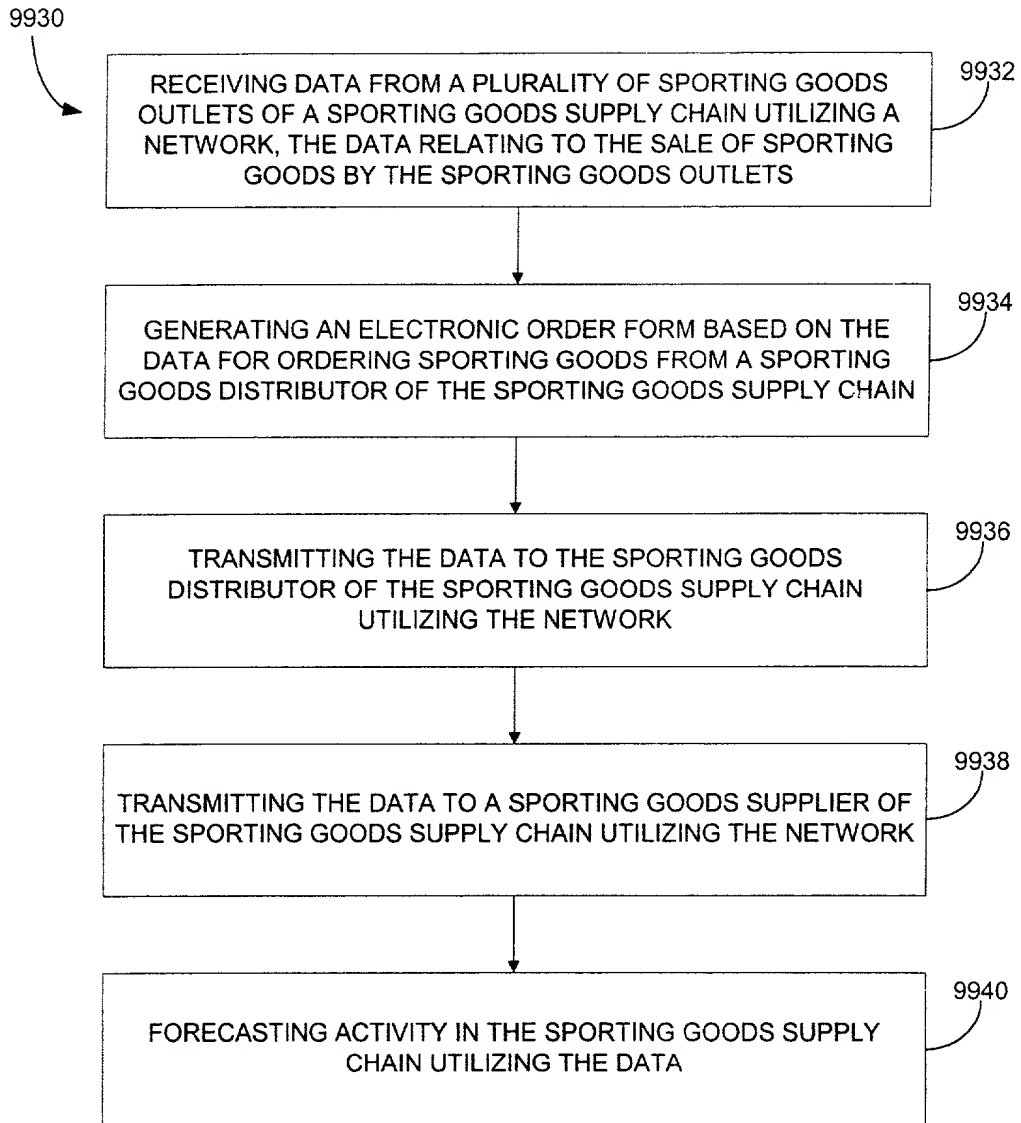 9930
RECEIVING DATA FROM A PLURALITY OF SPORTING GOODS
OUTLETS OF A SPORTING GOODS SUPPLY CHAIN UTILIZING A
NETWORK, THE DATA RELATING TO THE SALE OF SPORTING
GOODS BY THE SPORTING GOODS OUTLETS
9932
GENERATING AN ELECTRONIC ORDER FORM BASED ON THE
DATA FOR ORDERING SPORTING GOODS FROM A SPORTING
GOODS DISTRIBUTOR OF THE SPORTING GOODS SUPPLY CHAIN
9934
TRANSMITTING THE DATA TO THE SPORTING GOODS
DISTRIBUTOR OF THE SPORTING GOODS SUPPLY CHAIN
UTILIZING THE NETWORK
9936
TRANSMITTING THE DATA TO A SPORTING GOODS SUPPLIER OF
THE SPORTING GOODS SUPPLY CHAIN UTILIZING THE NETWORK
9938
FORECASTING ACTIVITY IN THE SPORTING GOODS SUPPLY
CHAIN UTILIZING THE DATA
9940